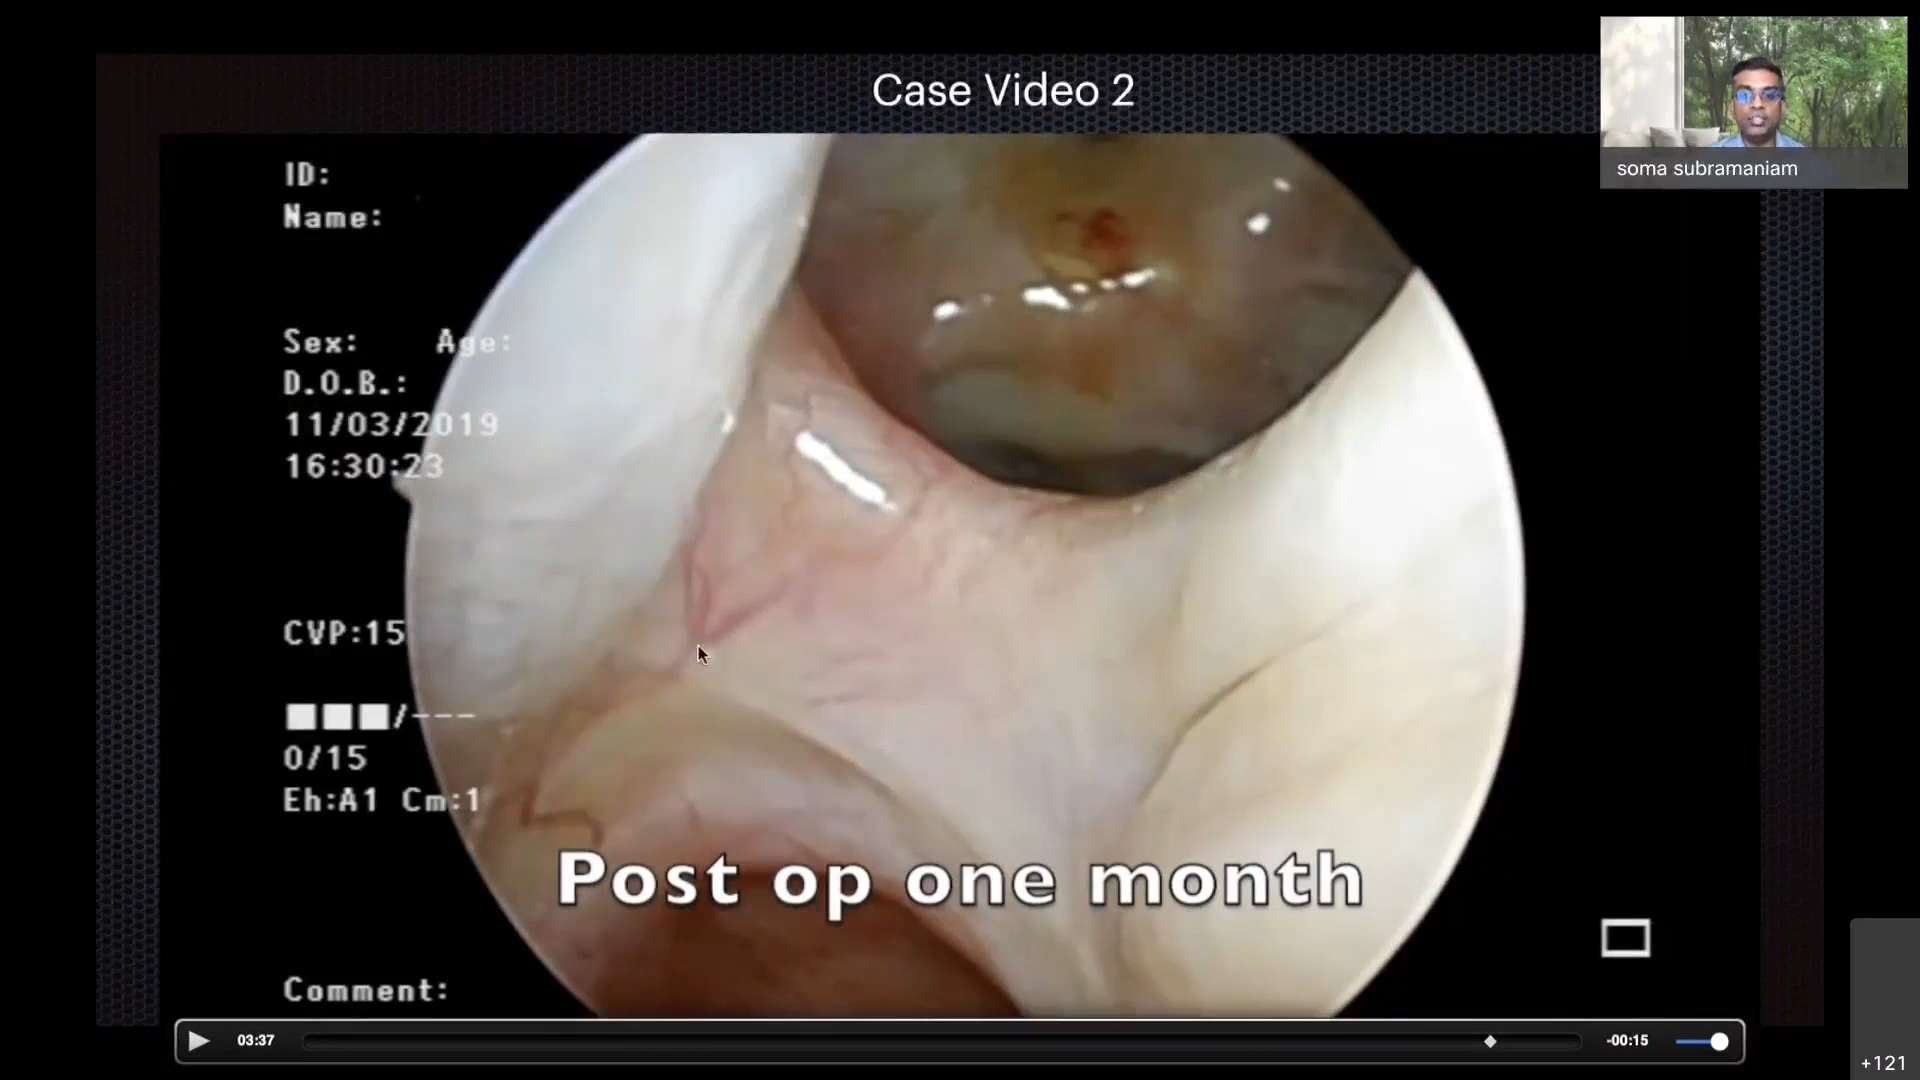 Case Video 2
soma subramaniam
ID:
Name:
Sex: Age:
D.O.B.:
11/03/2019
16:30:23
CVP:15
■■■/---
0/15
Eh:A1 Cm:1
Post op one month
Comment:
03:37
-00:15
+121